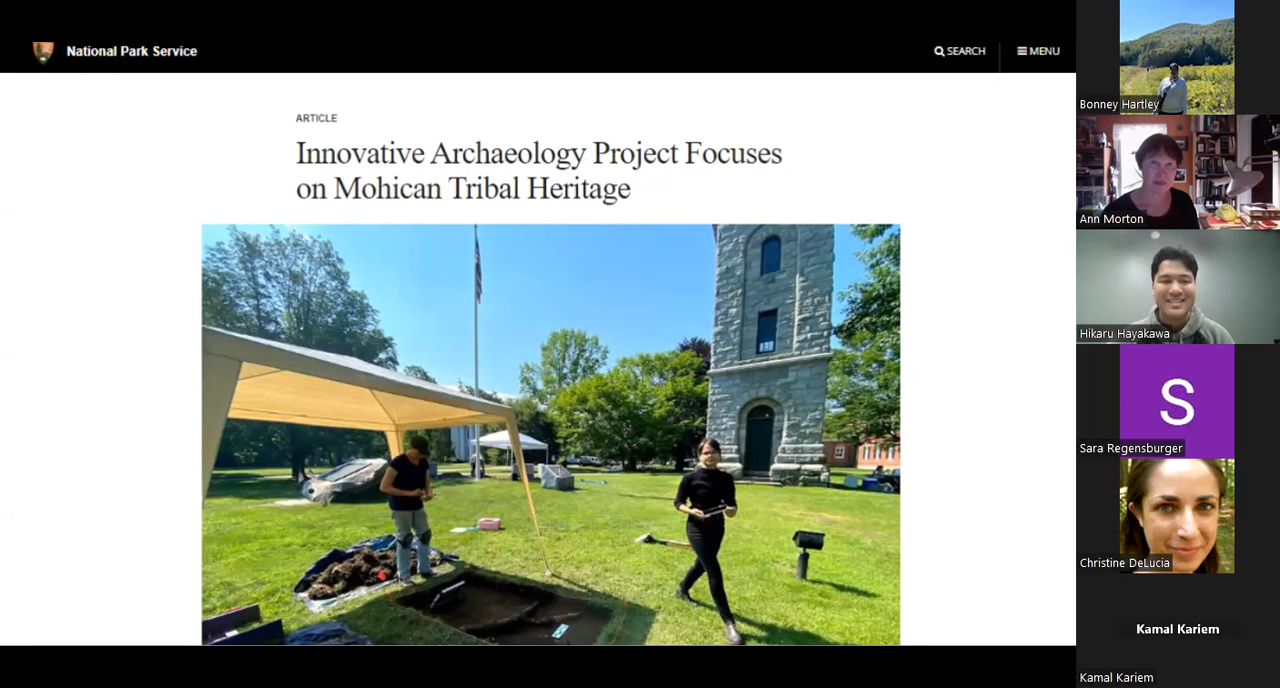 National Park Service
SEARCH
MENU
ARTICLE
Innovative Archaeology Project Focuses
on Mohican Tribal Heritage
Bonney Hartley
Ann Morton
Hikaru Hayakawa
S
Sara Regensburger
Christine DeLucia
Kamal Kariem
Kamal Kariem